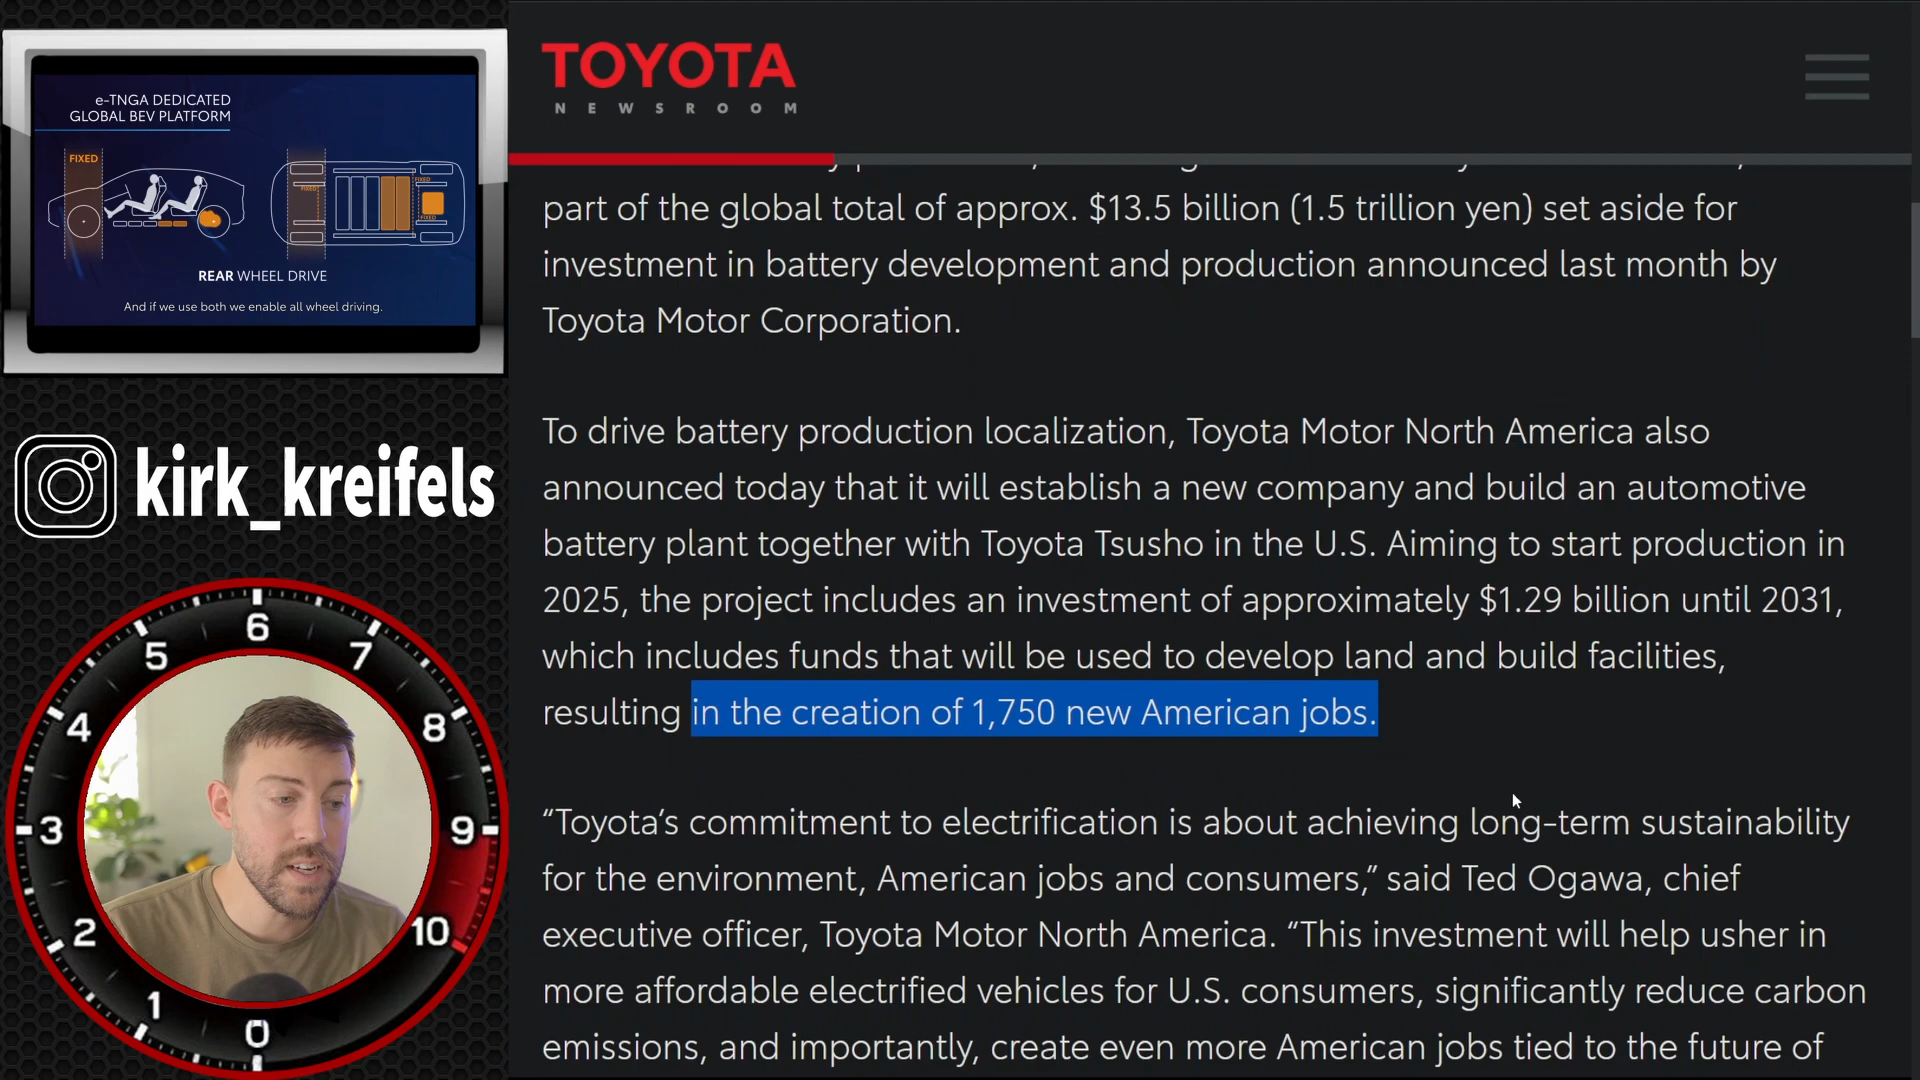 e-TNGA DEDICATED
GLOBAL BEV PLATFORM
FIXED
FIXED
FIXED
FIXED
REAR WHEEL DRIVE
And if we use both we enable all wheel driving.
kirk_kreifels
0
1
2
3
4
5
6
7
8
9
10
TOYOTA
NEWSROOM
part of the global total of approx. $13.5 billion (1.5 trillion yen) set aside for
investment in battery development and production announced last month by
Toyota Motor Corporation.
To drive battery production localization, Toyota Motor North America also
announced today that it will establish a new company and build an automotive
battery plant together with Toyota Tsusho in the U.S. Aiming to start production in
2025, the project includes an investment of approximately $1.29 billion until 2031,
which includes funds that will be used to develop land and build facilities,
resulting in the creation of 1,750 new American jobs.
“Toyota’s commitment to electrification is about achieving long-term sustainability
for the environment, American jobs and consumers,” said Ted Ogawa, chief
executive officer, Toyota Motor North America. “This investment will help usher in
more affordable electrified vehicles for U.S. consumers, significantly reduce carbon
emissions, and importantly, create even more American jobs tied to the future of